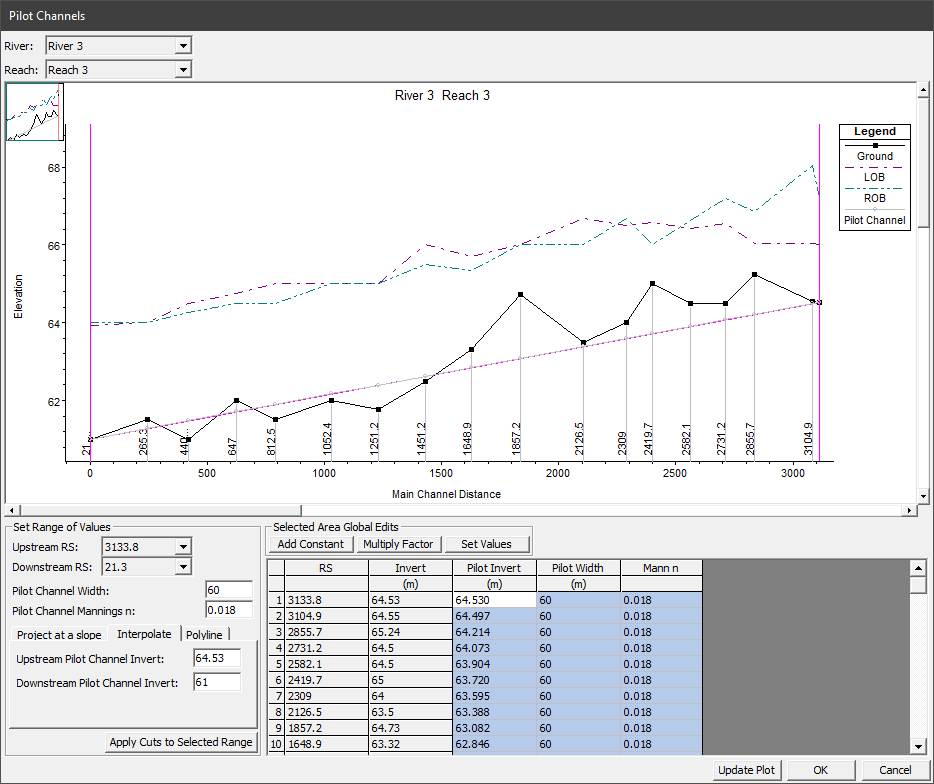 Pilot Channels
River: River 3
Reach: Reach 3
River 3 Reach 3
Legend
Ground
LOB
ROB
Pilot Channel
Elevation
68
66
64
62
265.3 440 647 812.5 1052.4 1251.2 1451.2 1648.9 1857.2 2126.5 2309 2419.7 2582.1 2731.2 2855.7 3104.9
0 500 1000 1500 2000 2500 3000
Main Channel Distance
Set Range of Values
Upstream RS: 3133.8
Downstream RS: 21.3
Pilot Channel Width: 60
Pilot Channel Mannings n: 0.018
Project at a slope Interpolate Polyline
Upstream Pilot Channel Invert: 64.53
Downstream Pilot Channel Invert: 61
Apply Cuts to Selected Range
Selected Area Global Edits
Add Constant Multiply Factor Set Values
RS Invert Pilot Invert Pilot Width Mann n
(m) (m) (m)
1 3133.8 64.53 64.530 60 0.018
2 3104.9 64.55 64.497 60 0.018
3 2855.7 65.24 64.214 60 0.018
4 2731.2 64.5 64.073 60 0.018
5 2582.1 64.5 63.904 60 0.018
6 2419.7 65 63.720 60 0.018
7 2309 64 63.595 60 0.018
8 2126.5 63.5 63.388 60 0.018
9 1857.2 64.73 63.082 60 0.018
10 1648.9 63.32 62.846 60 0.018
Update Plot OK Cancel